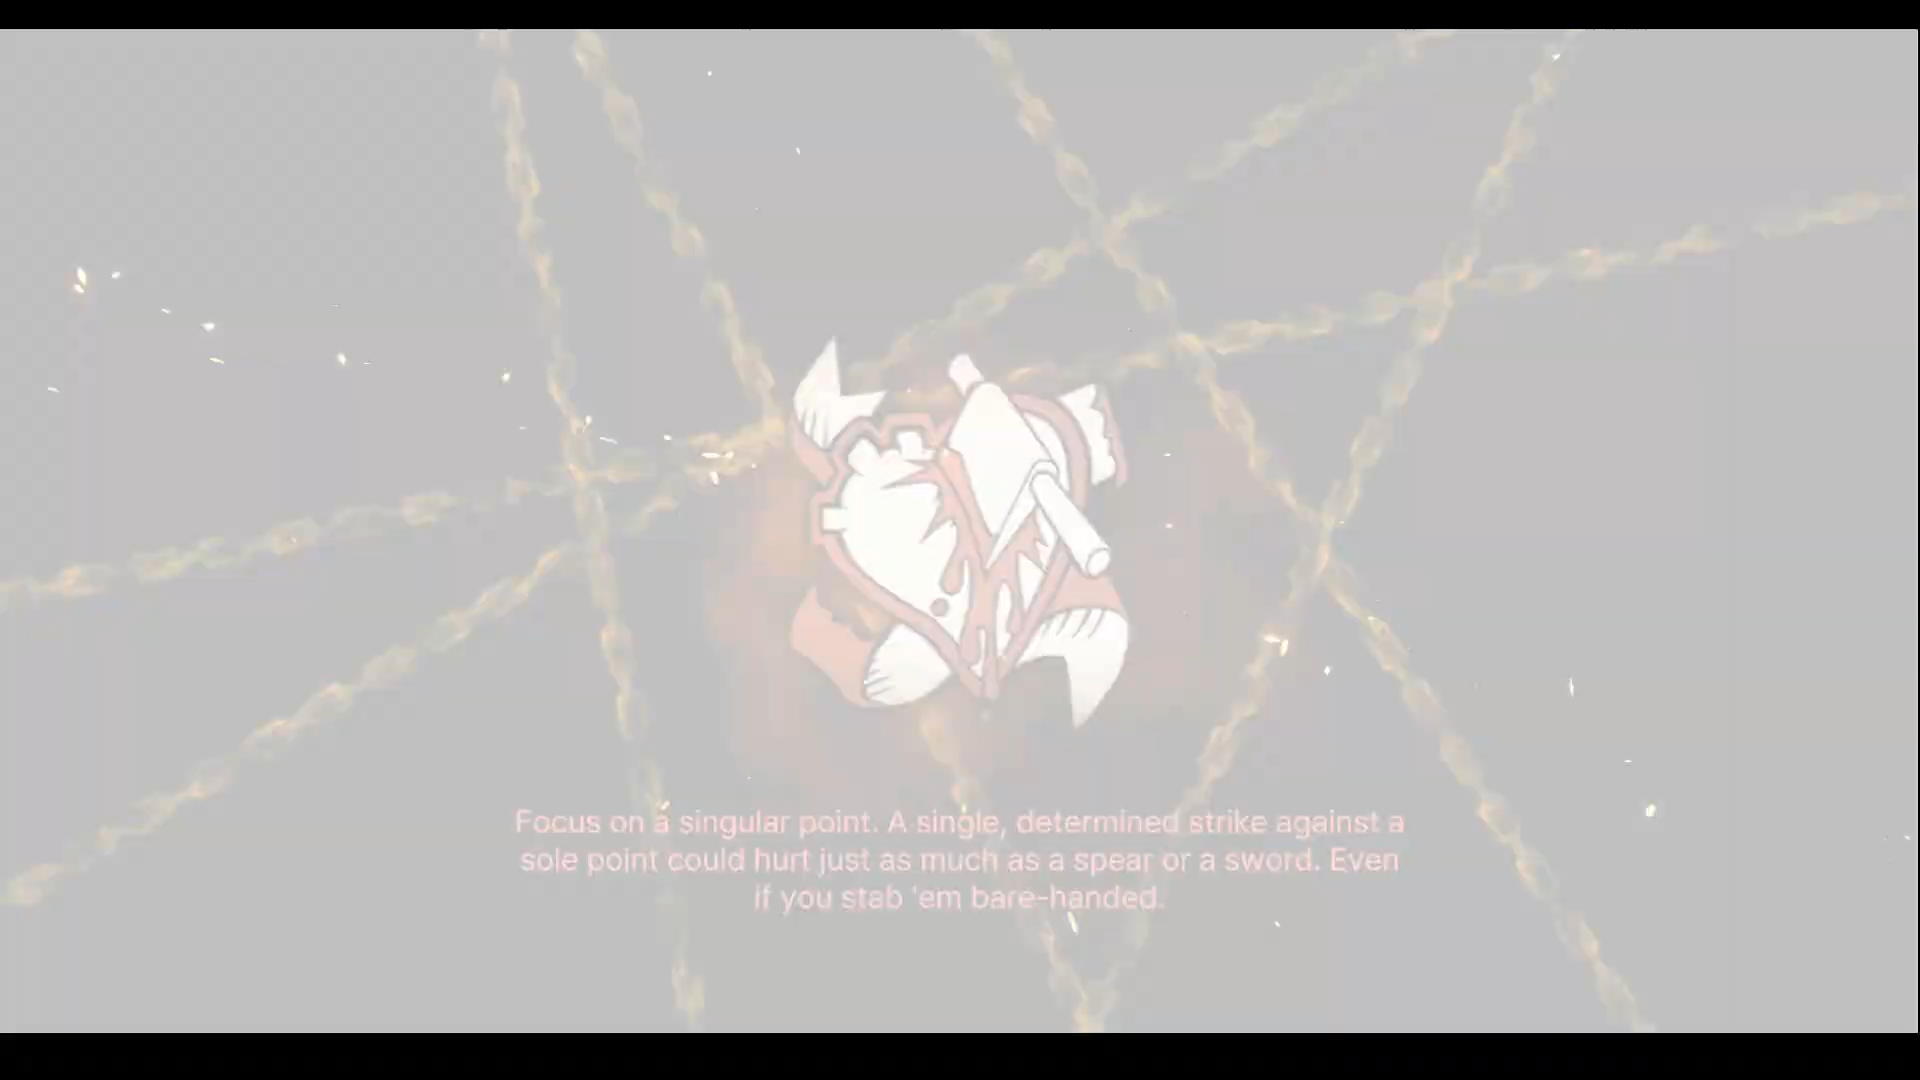 Focus on a singular point. A single, determined strike against a
sole point could hurt just as much as a spear or a sword. Even
if you stab 'em bare-handed.